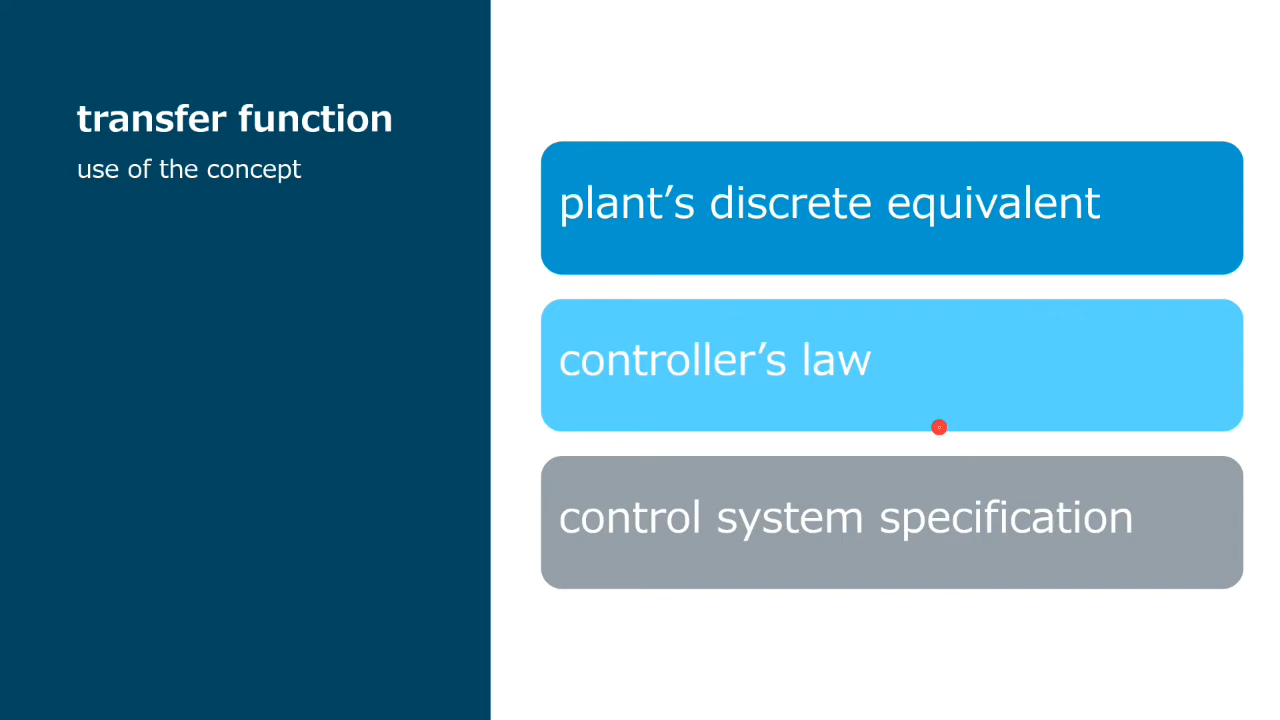 transfer function
use of the concept
plant’s discrete equivalent
controller’s law
control system specification